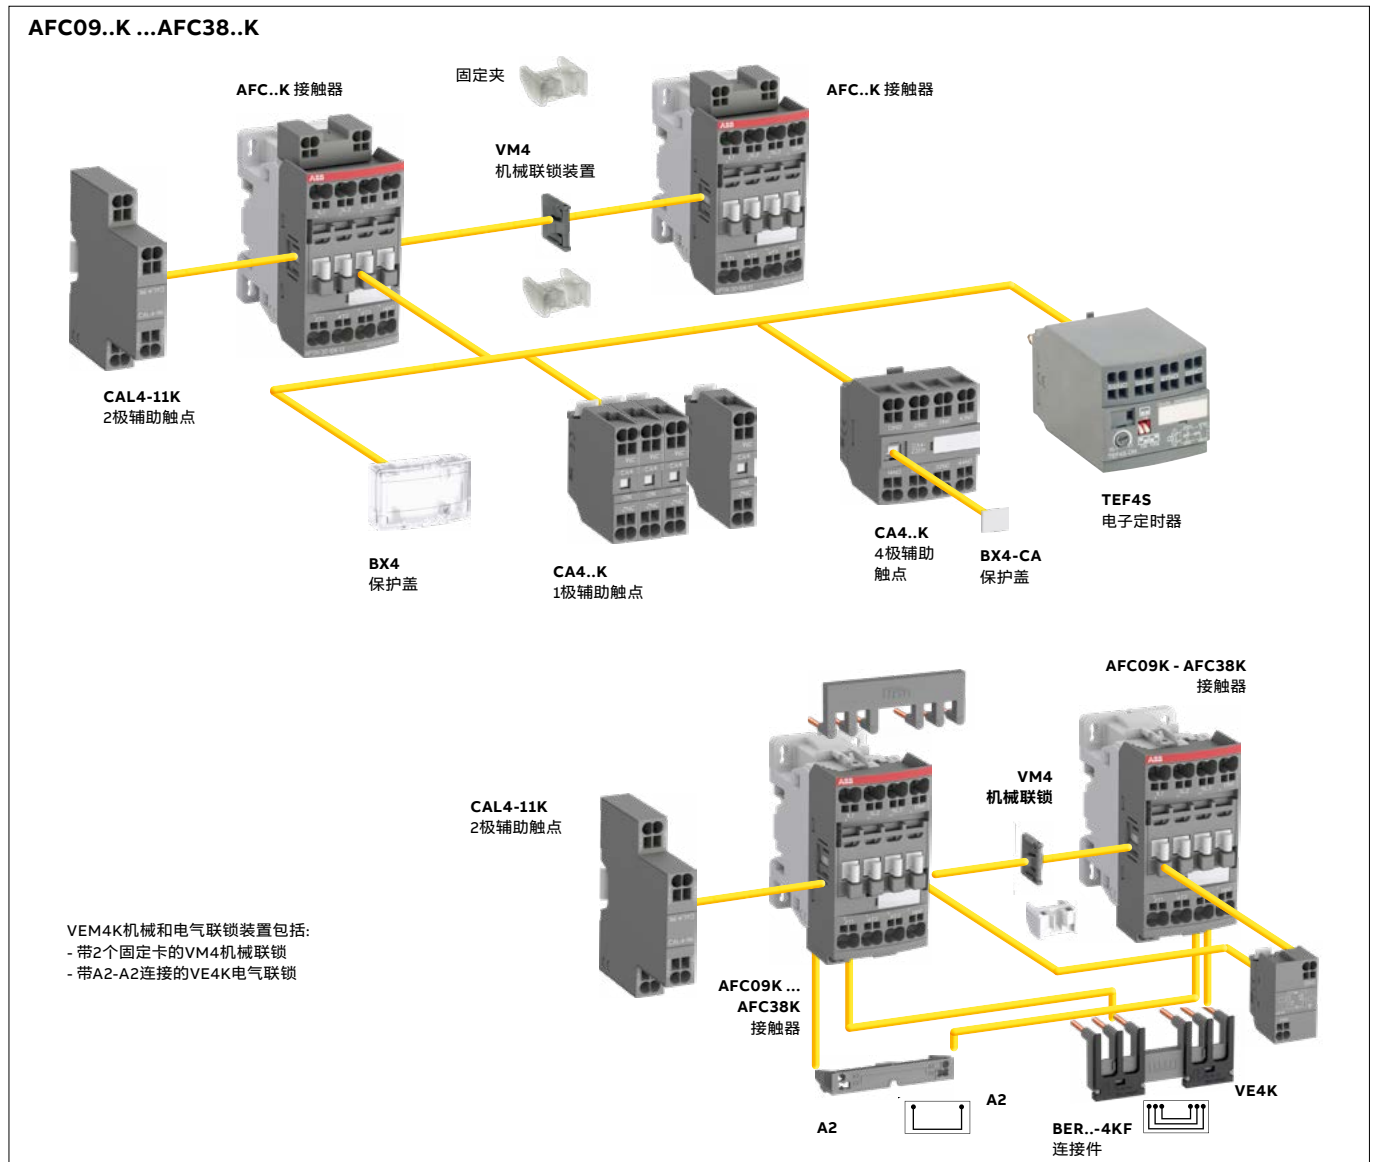 AFC09..K ...AFC38..K
固定夹
AFC..K 接触器
AFC..K 接触器
VM4
机械联锁装置
ABB
ABB
CAL4-11K
2极辅助触点
BX4
保护盖
CA4..K
1极辅助触点
CA4..K
4极辅助
触点
BX4-CA
保护盖
TEF4S
电子定时器
AFC09K - AFC38K
接触器
VM4
机械联锁
ABB
ABB
CAL4-11K
2极辅助触点
VEM4K机械和电气联锁装置包括:
- 带2个固定卡的VM4机械联锁
- 带A2-A2连接的VE4K电气联锁
AFC09K ...
AFC38K
接触器
A2
A2
BER..-4KF
连接件
VE4K